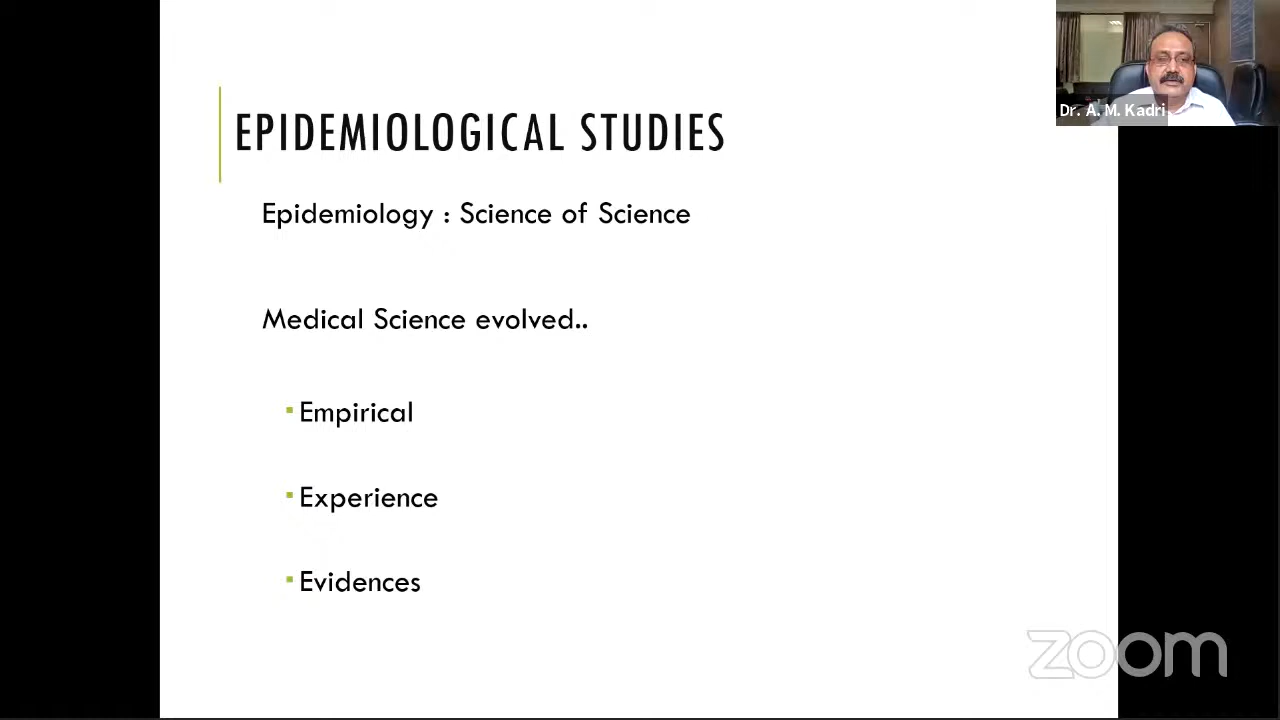 Dr. A. M. Kadri
EPIDEMIOLOGICAL STUDIES
Epidemiology : Science of Science
Medical Science evolved..
▪ Empirical
▪ Experience
▪ Evidences
zoom